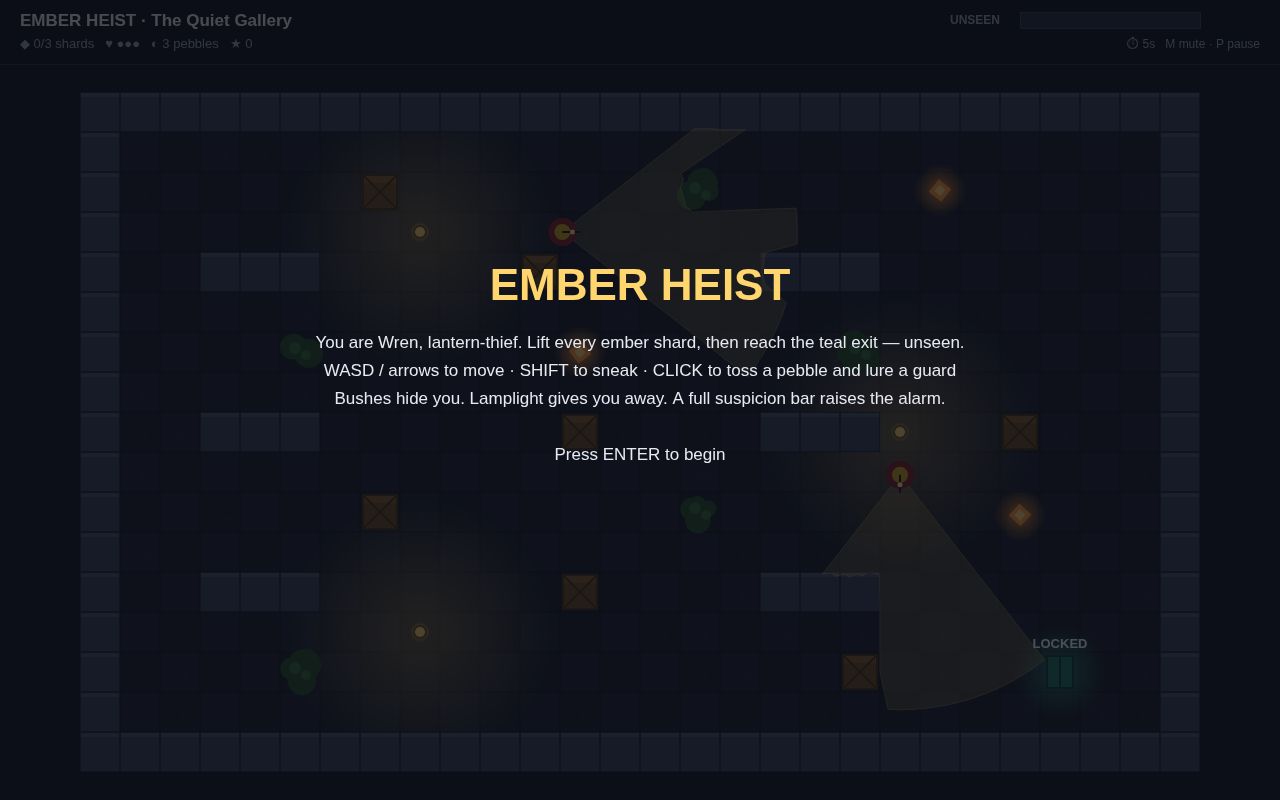 EMBER HEIST · The Quiet Gallery
UNSEEN
◆ 0/3 shards ♥ ●●● ◖ 3 pebbles ★ 0
⏱ 5s M mute · P pause
EMBER HEIST
You are Wren, lantern-thief. Lift every ember shard, then reach the teal exit — unseen.
WASD / arrows to move · SHIFT to sneak · CLICK to toss a pebble and lure a guard
Bushes hide you. Lamplight gives you away. A full suspicion bar raises the alarm.
Press ENTER to begin
LOCKED